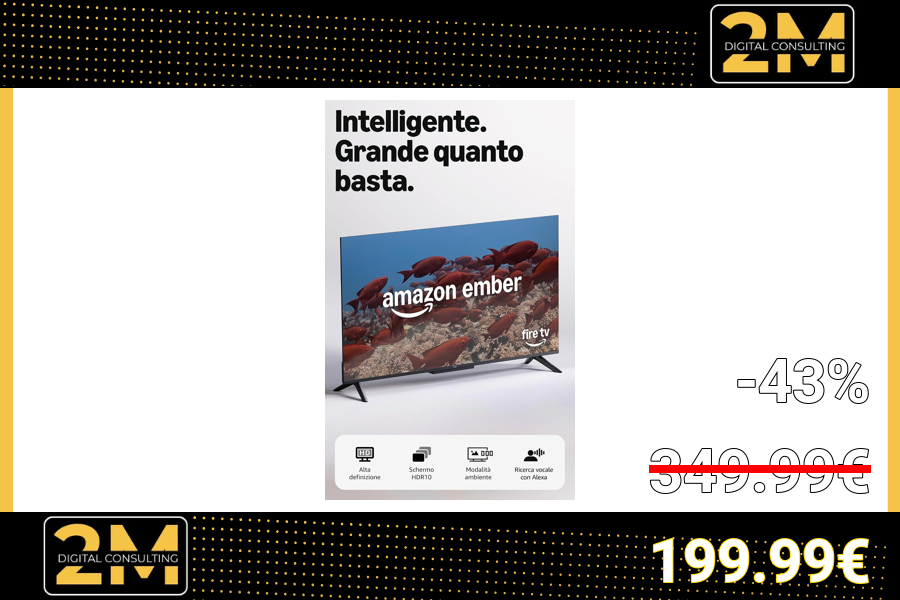 2M
DIGITAL CONSULTING
Intelligente.
Grande quanto
basta.
amazon ember
fire tv
HD
Alta
definizione
Schermo
HDR10
Modalità
ambiente
Ricerca vocale
con Alexa
-43%
349.99€
2M
DIGITAL CONSULTING
199.99€